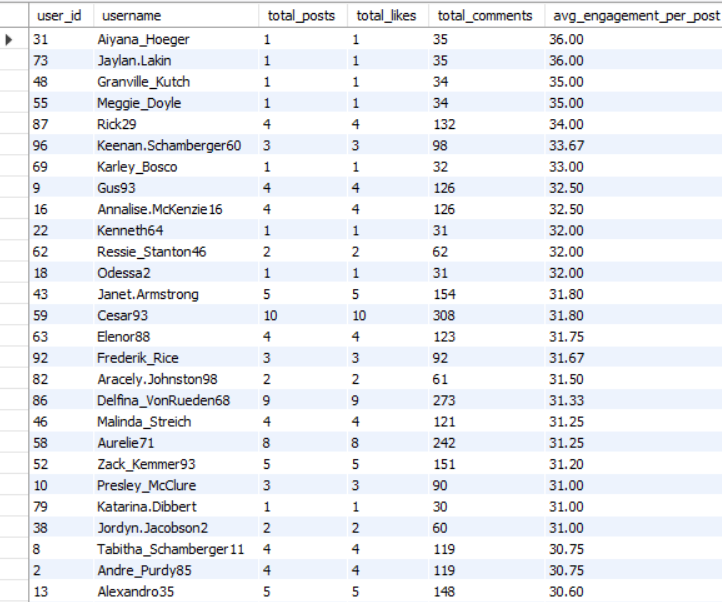 user_id username total_posts total_likes total_comments avg_engagement_per_post
31 Aiyana_Hoeger 1 1 35 36.00
73 Jaylan.Lakin 1 1 35 36.00
48 Granville_Kutch 1 1 34 35.00
55 Meggie_Doyle 1 1 34 35.00
87 Rick29 4 4 132 34.00
96 Keenan.Schamberger60 3 3 98 33.67
69 Karley_Bosco 1 1 32 33.00
9 Gus93 4 4 126 32.50
16 Annalise.McKenzie16 4 4 126 32.50
22 Kenneth64 1 1 31 32.00
62 Ressie_Stanton46 2 2 62 32.00
18 Odessa2 1 1 31 32.00
43 Janet.Armstrong 5 5 154 31.80
59 Cesar93 10 10 308 31.80
63 Elenor88 4 4 123 31.75
92 Frederik_Rice 3 3 92 31.67
82 Aracely.Johnston98 2 2 61 31.50
86 Delfina_VonRueden68 9 9 273 31.33
46 Malinda_Streich 4 4 121 31.25
58 Aurelie71 8 8 242 31.25
52 Zack_Kemmer93 5 5 151 31.20
10 Presley_McClure 3 3 90 31.00
79 Katarina.Dibbert 1 1 30 31.00
38 Jordyn.Jacobson2 2 2 60 31.00
8 Tabitha_Schamberger11 4 4 119 30.75
2 Andre_Purdy85 4 4 119 30.75
13 Alexandro35 5 5 148 30.60